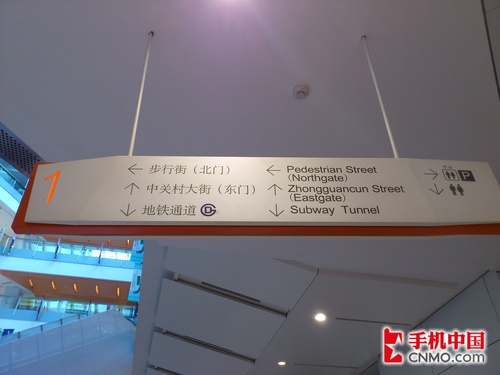 1
← 步行街（北门）
↑ 中关村大街（东门）
↓ 地铁通道
← Pedestrian Street
(Northgate)
↑ Zhongguancun Street
(Eastgate)
↓ Subway Tunnel
→ P
↓
手机中国
CNMO.com